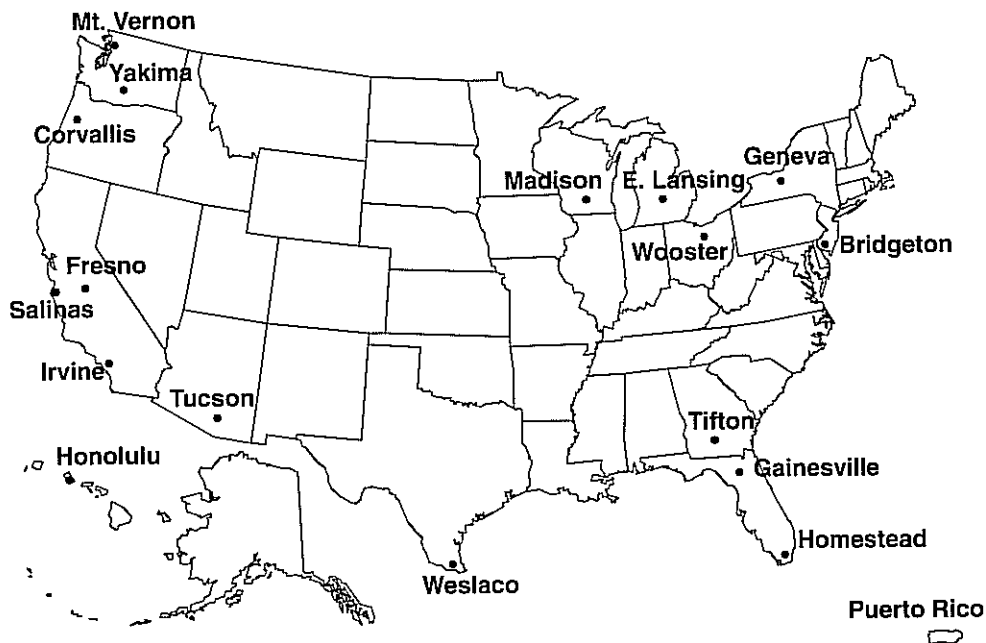 Mt. Vernon
Yakima
Corvallis
Geneva
Madison
E. Lansing
Wooster
Bridgeton
Fresno
Salinas
Irvine
Tucson
Tifton
Honolulu
Gainesville
Homestead
Weslaco
Puerto Rico